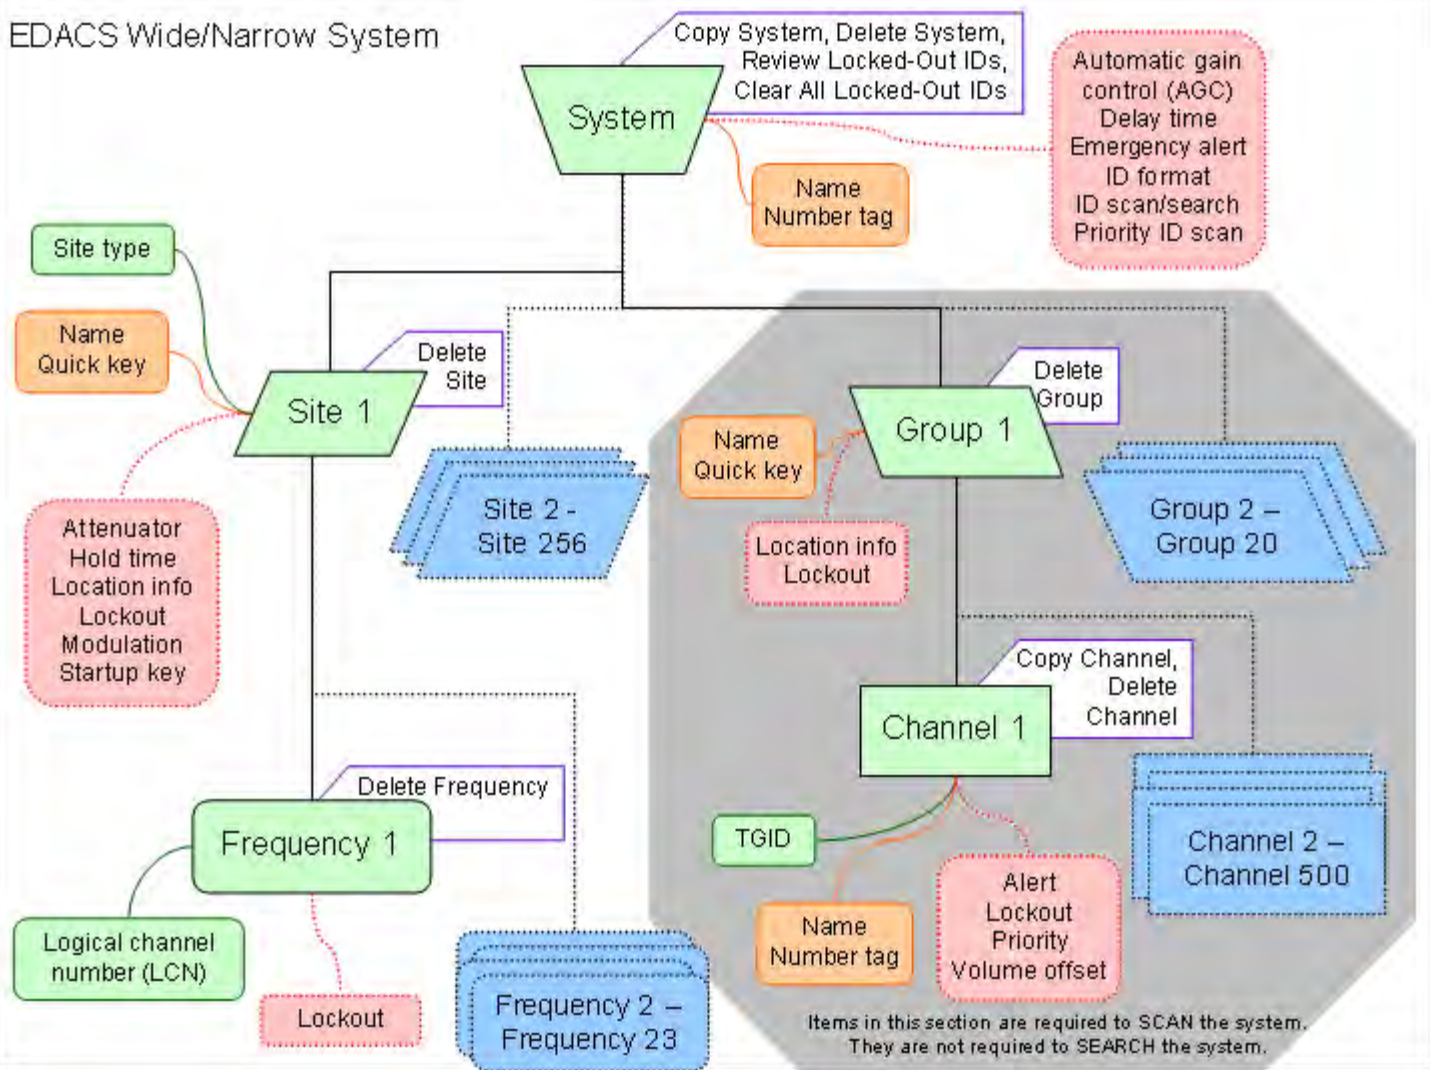 EDACS Wide/Narrow System
Copy System, Delete System,
Review Locked-Out IDs,
Clear All Locked-Out IDs
System
Name
Number tag
Automatic gain
control (AGC)
Delay time
Emergency alert
ID format
ID scan/search
Priority ID scan
Site type
Name
Quick key
Delete
Site
Site 1
Attenuator
Hold time
Location info
Lockout
Modulation
Startup key
Site 2 -
Site 256
Delete
Group
Group 1
Name
Quick key
Location info
Lockout
Group 2 –
Group 20
Copy Channel,
Delete
Channel
Channel 1
TGID
Name
Number tag
Alert
Lockout
Priority
Volume offset
Channel 2 –
Channel 500
Delete Frequency
Frequency 1
Logical channel
number (LCN)
Lockout
Frequency 2 –
Frequency 23
Items in this section are required to SCAN the system.
They are not required to SEARCH the system.